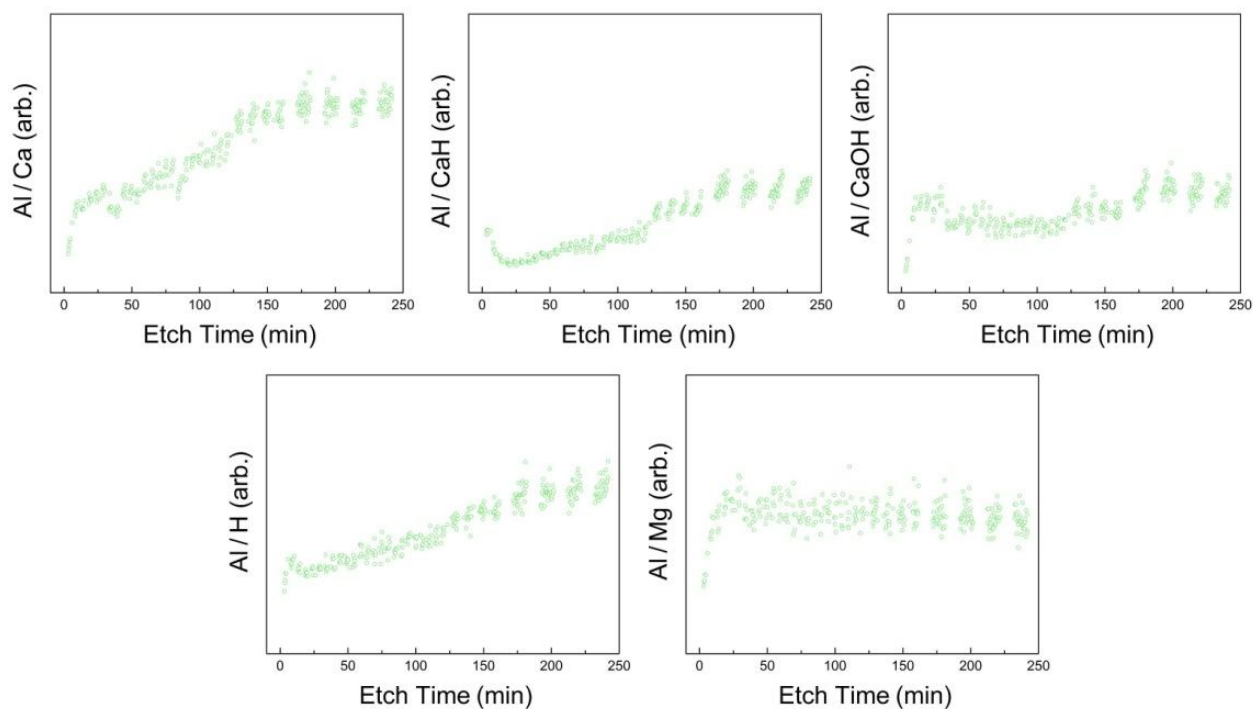 Al / Ca (arb.)
0 50 100 150 200 250
Etch Time (min)
Al / CaH (arb.)
0 50 100 150 200 250
Etch Time (min)
Al / CaOH (arb.)
0 50 100 150 200 250
Etch Time (min)
Al / H (arb.)
0 50 100 150 200 250
Etch Time (min)
Al / Mg (arb.)
0 50 100 150 200 250
Etch Time (min)